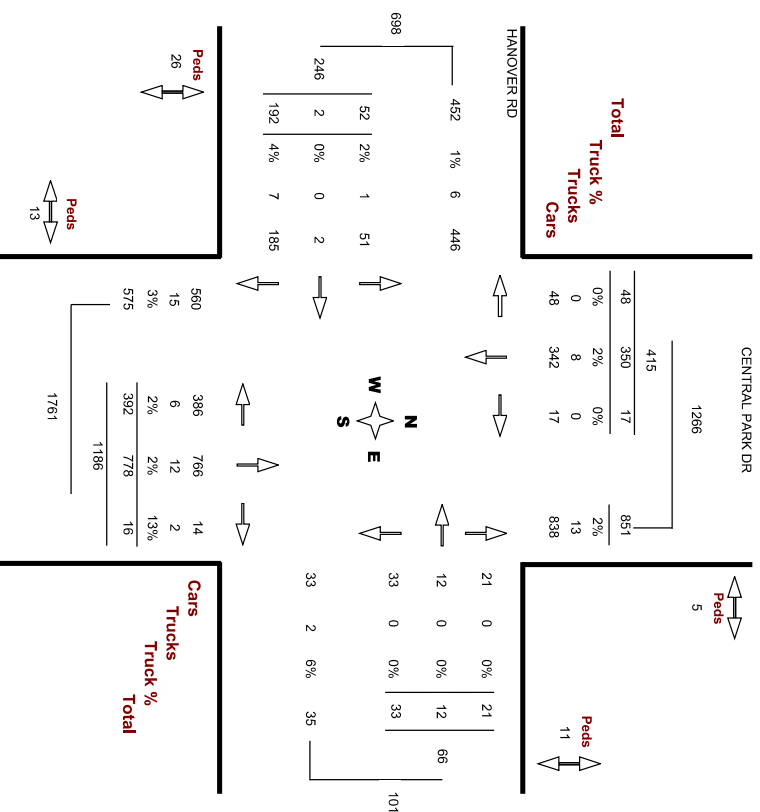 CENTRAL PARK DR
Peds
5
1266
415
Total 48 350 17 851
Truck % 0% 2% 0% 2%
Trucks 0 8 0 13
Cars 48 342 17 838
Peds
11
HANOVER RD
452 1% 6 446
698
52 2% 1 51
246 2 0% 0 2
192 4% 7 185
N
W E
S
21 0 0% 21
12 0 0% 12 66
33 0 0% 33
101
33 2 6% 35
Peds
26
560 386 766 14 Cars
15 6 12 2 Trucks
3% 2% 2% 13% Truck %
575 392 778 16 Total
1186
1761
Peds
13